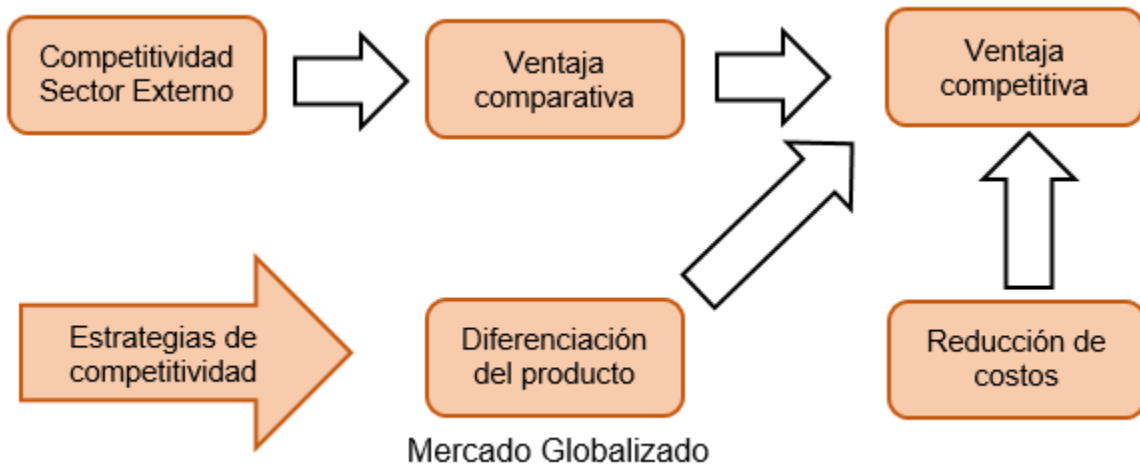 Competitividad
Sector Externo
Ventaja
comparativa
Ventaja
competitiva
Estrategias de
competitividad
Diferenciación
del producto
Reducción de
costos
Mercado Globalizado